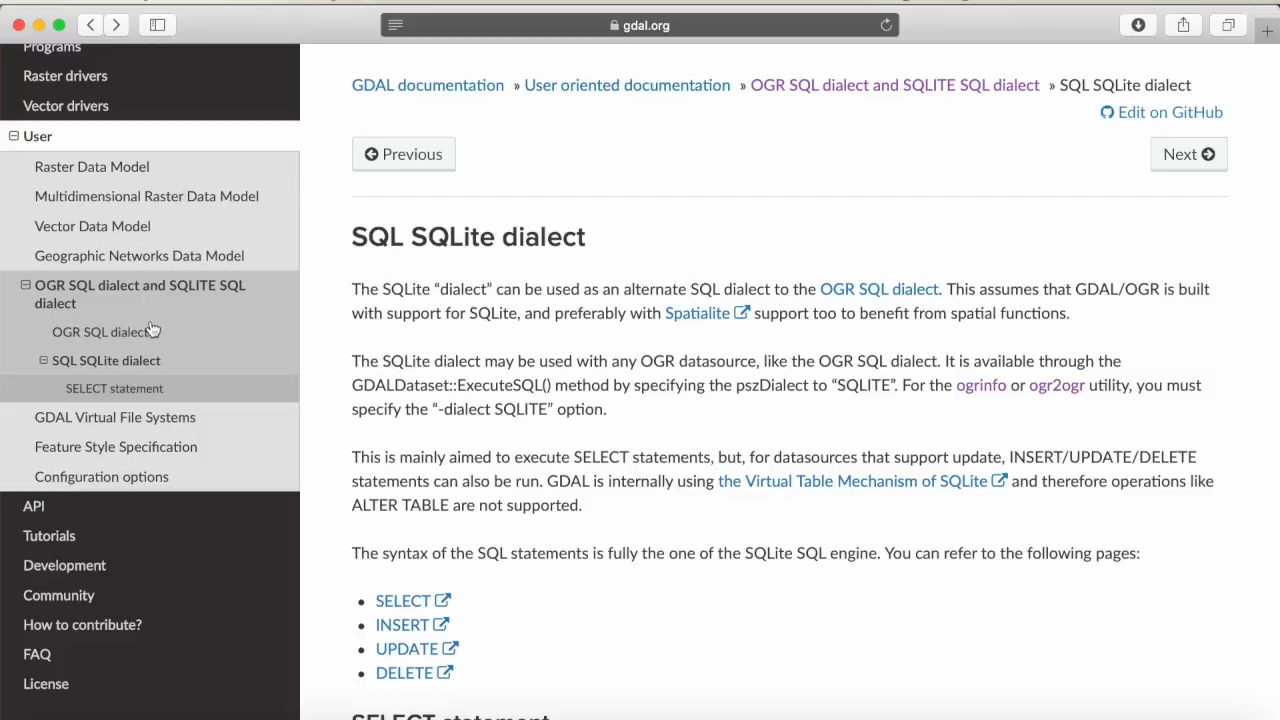 gdal.org
Programs
Raster drivers
Vector drivers
User
Raster Data Model
Multidimensional Raster Data Model
Vector Data Model
Geographic Networks Data Model
OGR SQL dialect and SQLITE SQL
dialect
OGR SQL dialect
SQL SQLite dialect
SELECT statement
GDAL Virtual File Systems
Feature Style Specification
Configuration options
API
Tutorials
Development
Community
How to contribute?
FAQ
License
GDAL documentation » User oriented documentation » OGR SQL dialect and SQLITE SQL dialect » SQL SQLite dialect
Edit on GitHub
Previous
Next
SQL SQLite dialect
The SQLite “dialect” can be used as an alternate SQL dialect to the OGR SQL dialect. This assumes that GDAL/OGR is built
with support for SQLite, and preferably with Spatialite support too to benefit from spatial functions.
The SQLite dialect may be used with any OGR datasource, like the OGR SQL dialect. It is available through the
GDALDataset::ExecuteSQL() method by specifying the pszDialect to “SQLITE”. For the ogrinfo or ogr2ogr utility, you must
specify the “-dialect SQLITE” option.
This is mainly aimed to execute SELECT statements, but, for datasources that support update, INSERT/UPDATE/DELETE
statements can also be run. GDAL is internally using the Virtual Table Mechanism of SQLite and therefore operations like
ALTER TABLE are not supported.
The syntax of the SQL statements is fully the one of the SQLite SQL engine. You can refer to the following pages:
• SELECT
• INSERT
• UPDATE
• DELETE
SELECT statement